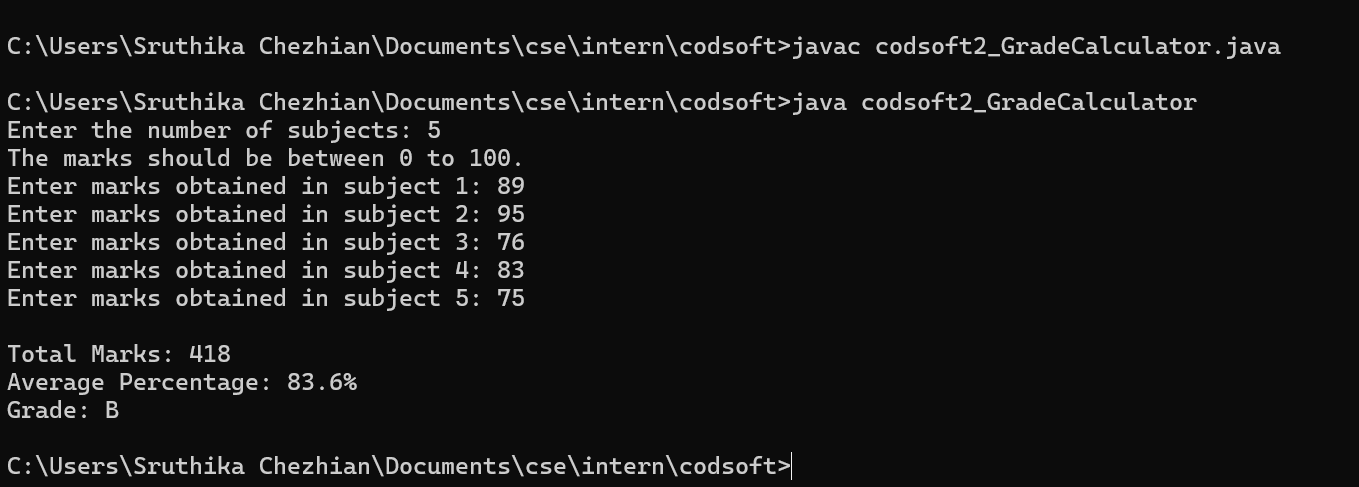 C:\Users\Sruthika Chezhian\Documents\cse\intern\codsoft>javac codsoft2_GradeCalculator.java
C:\Users\Sruthika Chezhian\Documents\cse\intern\codsoft>java codsoft2_GradeCalculator
Enter the number of subjects: 5
The marks should be between 0 to 100.
Enter marks obtained in subject 1: 89
Enter marks obtained in subject 2: 95
Enter marks obtained in subject 3: 76
Enter marks obtained in subject 4: 83
Enter marks obtained in subject 5: 75
Total Marks: 418
Average Percentage: 83.6%
Grade: B
C:\Users\Sruthika Chezhian\Documents\cse\intern\codsoft>